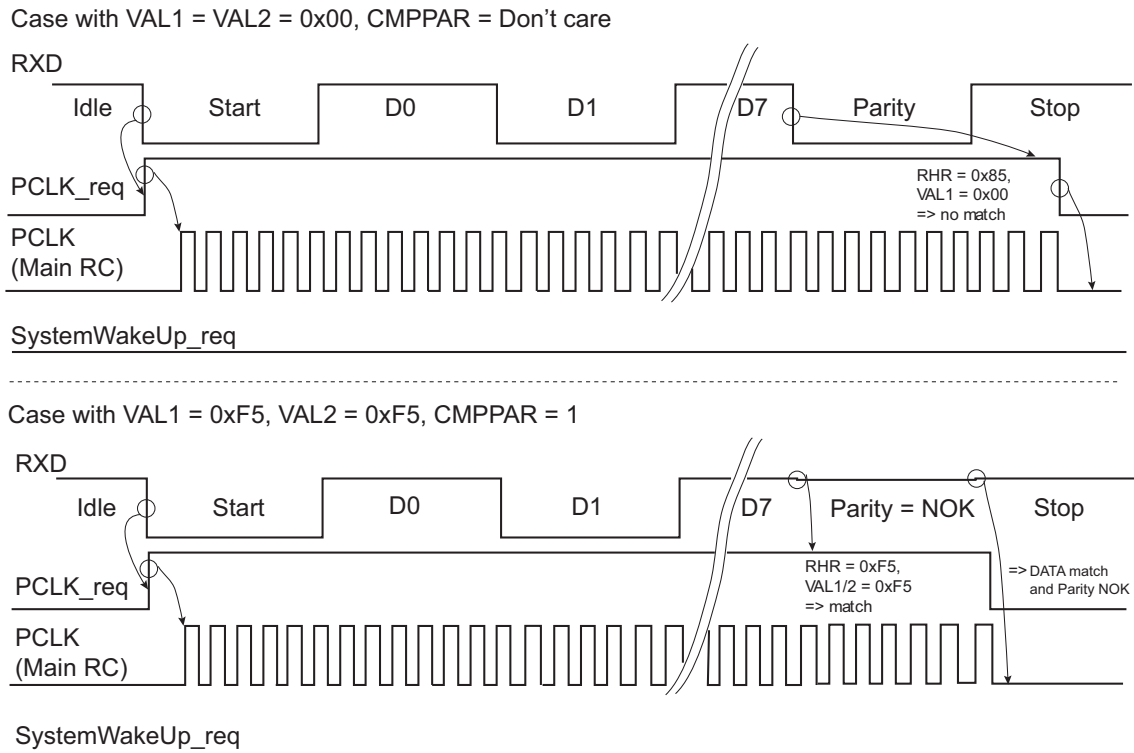 Case with VAL1 = VAL2 = 0x00, CMPPAR = Don't care
RXD
Idle Start D0 D1 D7 Parity Stop
PCLK_req
RHR = 0x85,
VAL1 = 0x00
=> no match
PCLK
(Main RC)
SystemWakeUp_req
Case with VAL1 = 0xF5, VAL2 = 0xF5, CMPPAR = 1
RXD
Idle Start D0 D1 D7 Parity = NOK Stop
PCLK_req
RHR = 0xF5,
VAL1/2 = 0xF5
=> match
=> DATA match
and Parity NOK
PCLK
(Main RC)
SystemWakeUp_req